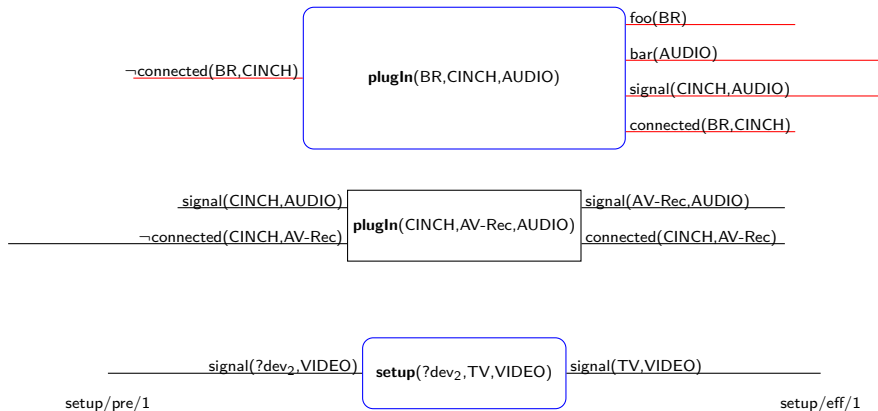 foo(BR)
bar(AUDIO)
¬connected(BR,CINCH)
plugIn(BR,CINCH,AUDIO)
signal(CINCH,AUDIO)
connected(BR,CINCH)
signal(CINCH,AUDIO)
signal(AV-Rec,AUDIO)
plugIn(CINCH,AV-Rec,AUDIO)
¬connected(CINCH,AV-Rec)
connected(CINCH,AV-Rec)
signal(?dev₂,VIDEO)
setup(?dev₂,TV,VIDEO)
signal(TV,VIDEO)
setup/pre/1
setup/eff/1